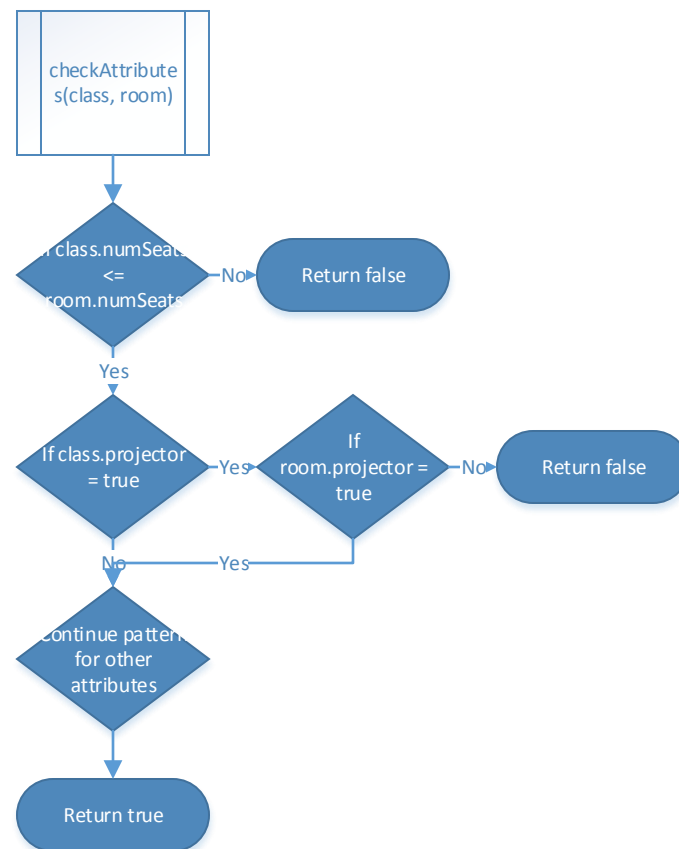 checkAttribute
s(class, room)
class.numSeats
<=
room.numSeats
No
Return false
Yes
If class.projector
= true
Yes
If
room.projector =
true
No
Return false
No
Yes
Continue pattern
for other
attributes
Return true